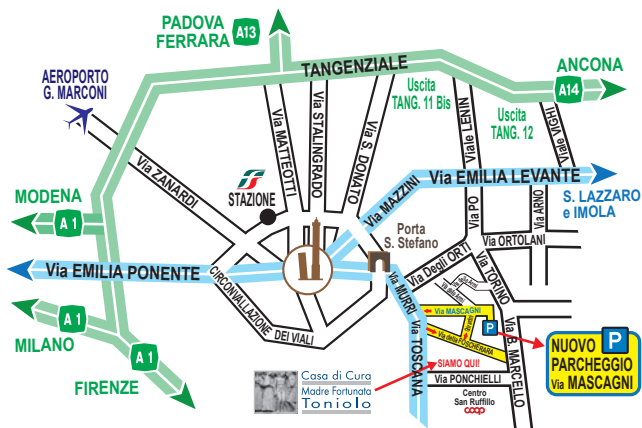 PADOVA
FERRARA
A13
TANGENZIALE
ANCONA
A14
AEROPORTO
G. MARCONI
Uscita
TANG. 11 Bis
Uscita
TANG. 12
Via ZANARDI
Via MATTEOTTI
Via STALINGRADO
Via S. DONATO
Viale LENIN
Viale VIGHI
STAZIONE
Via MAZZINI
Via EMILIA LEVANTE
S. LAZZARO
e IMOLA
MODENA
A 1
Via PO
Via ARNO
Porta
S. Stefano
Via Degli ORTI
Via ORTOLANI
Via EMILIA PONENTE
CIRCONVALLAZIONE DEI VIALI
Via MURRI
Via TORINO
Via MASCAGNI
Via della FOSCHERARA
P
Via TOSCANA
Via B. MARCELLO
A 1
MILANO
A 1
FIRENZE
P
NUOVO
PARCHEGGIO
Via MASCAGNI
SIAMO QUI!
Via PONCHIELLI
Centro
San Ruffillo
coop
Casa di Cura
Madre Fortunata
Toniolo